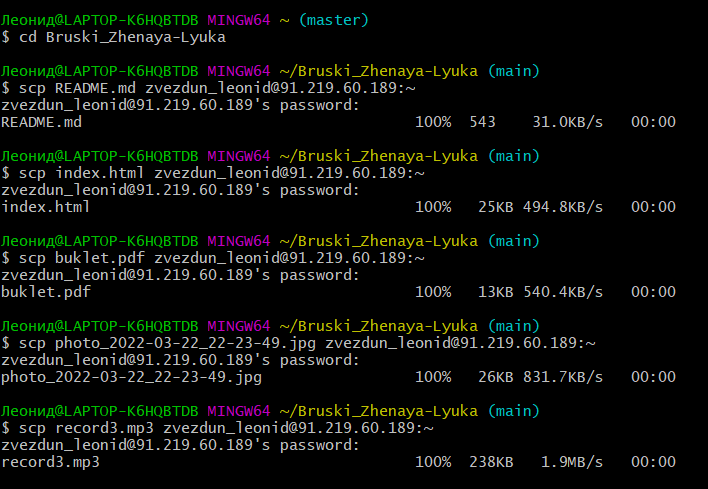 Леонид@LAPTOP-K6HQBTDB MINGW64 ~ (master)
$ cd Bruski_Zhenaya-Lyuka
Леонид@LAPTOP-K6HQBTDB MINGW64 ~/Bruski_Zhenaya-Lyuka (main)
$ scp README.md zvezdun_leonid@91.219.60.189:~
zvezdun_leonid@91.219.60.189's password:
README.md 100% 543 31.0KB/s 00:00
Леонид@LAPTOP-K6HQBTDB MINGW64 ~/Bruski_Zhenaya-Lyuka (main)
$ scp index.html zvezdun_leonid@91.219.60.189:~
zvezdun_leonid@91.219.60.189's password:
index.html 100% 25KB 494.8KB/s 00:00
Леонид@LAPTOP-K6HQBTDB MINGW64 ~/Bruski_Zhenaya-Lyuka (main)
$ scp buklet.pdf zvezdun_leonid@91.219.60.189:~
zvezdun_leonid@91.219.60.189's password:
buklet.pdf 100% 13KB 540.4KB/s 00:00
Леонид@LAPTOP-K6HQBTDB MINGW64 ~/Bruski_Zhenaya-Lyuka (main)
$ scp photo_2022-03-22_22-23-49.jpg zvezdun_leonid@91.219.60.189:~
zvezdun_leonid@91.219.60.189's password:
photo_2022-03-22_22-23-49.jpg 100% 26KB 831.7KB/s 00:00
Леонид@LAPTOP-K6HQBTDB MINGW64 ~/Bruski_Zhenaya-Lyuka (main)
$ scp record3.mp3 zvezdun_leonid@91.219.60.189:~
zvezdun_leonid@91.219.60.189's password:
record3.mp3 100% 238KB 1.9MB/s 00:00